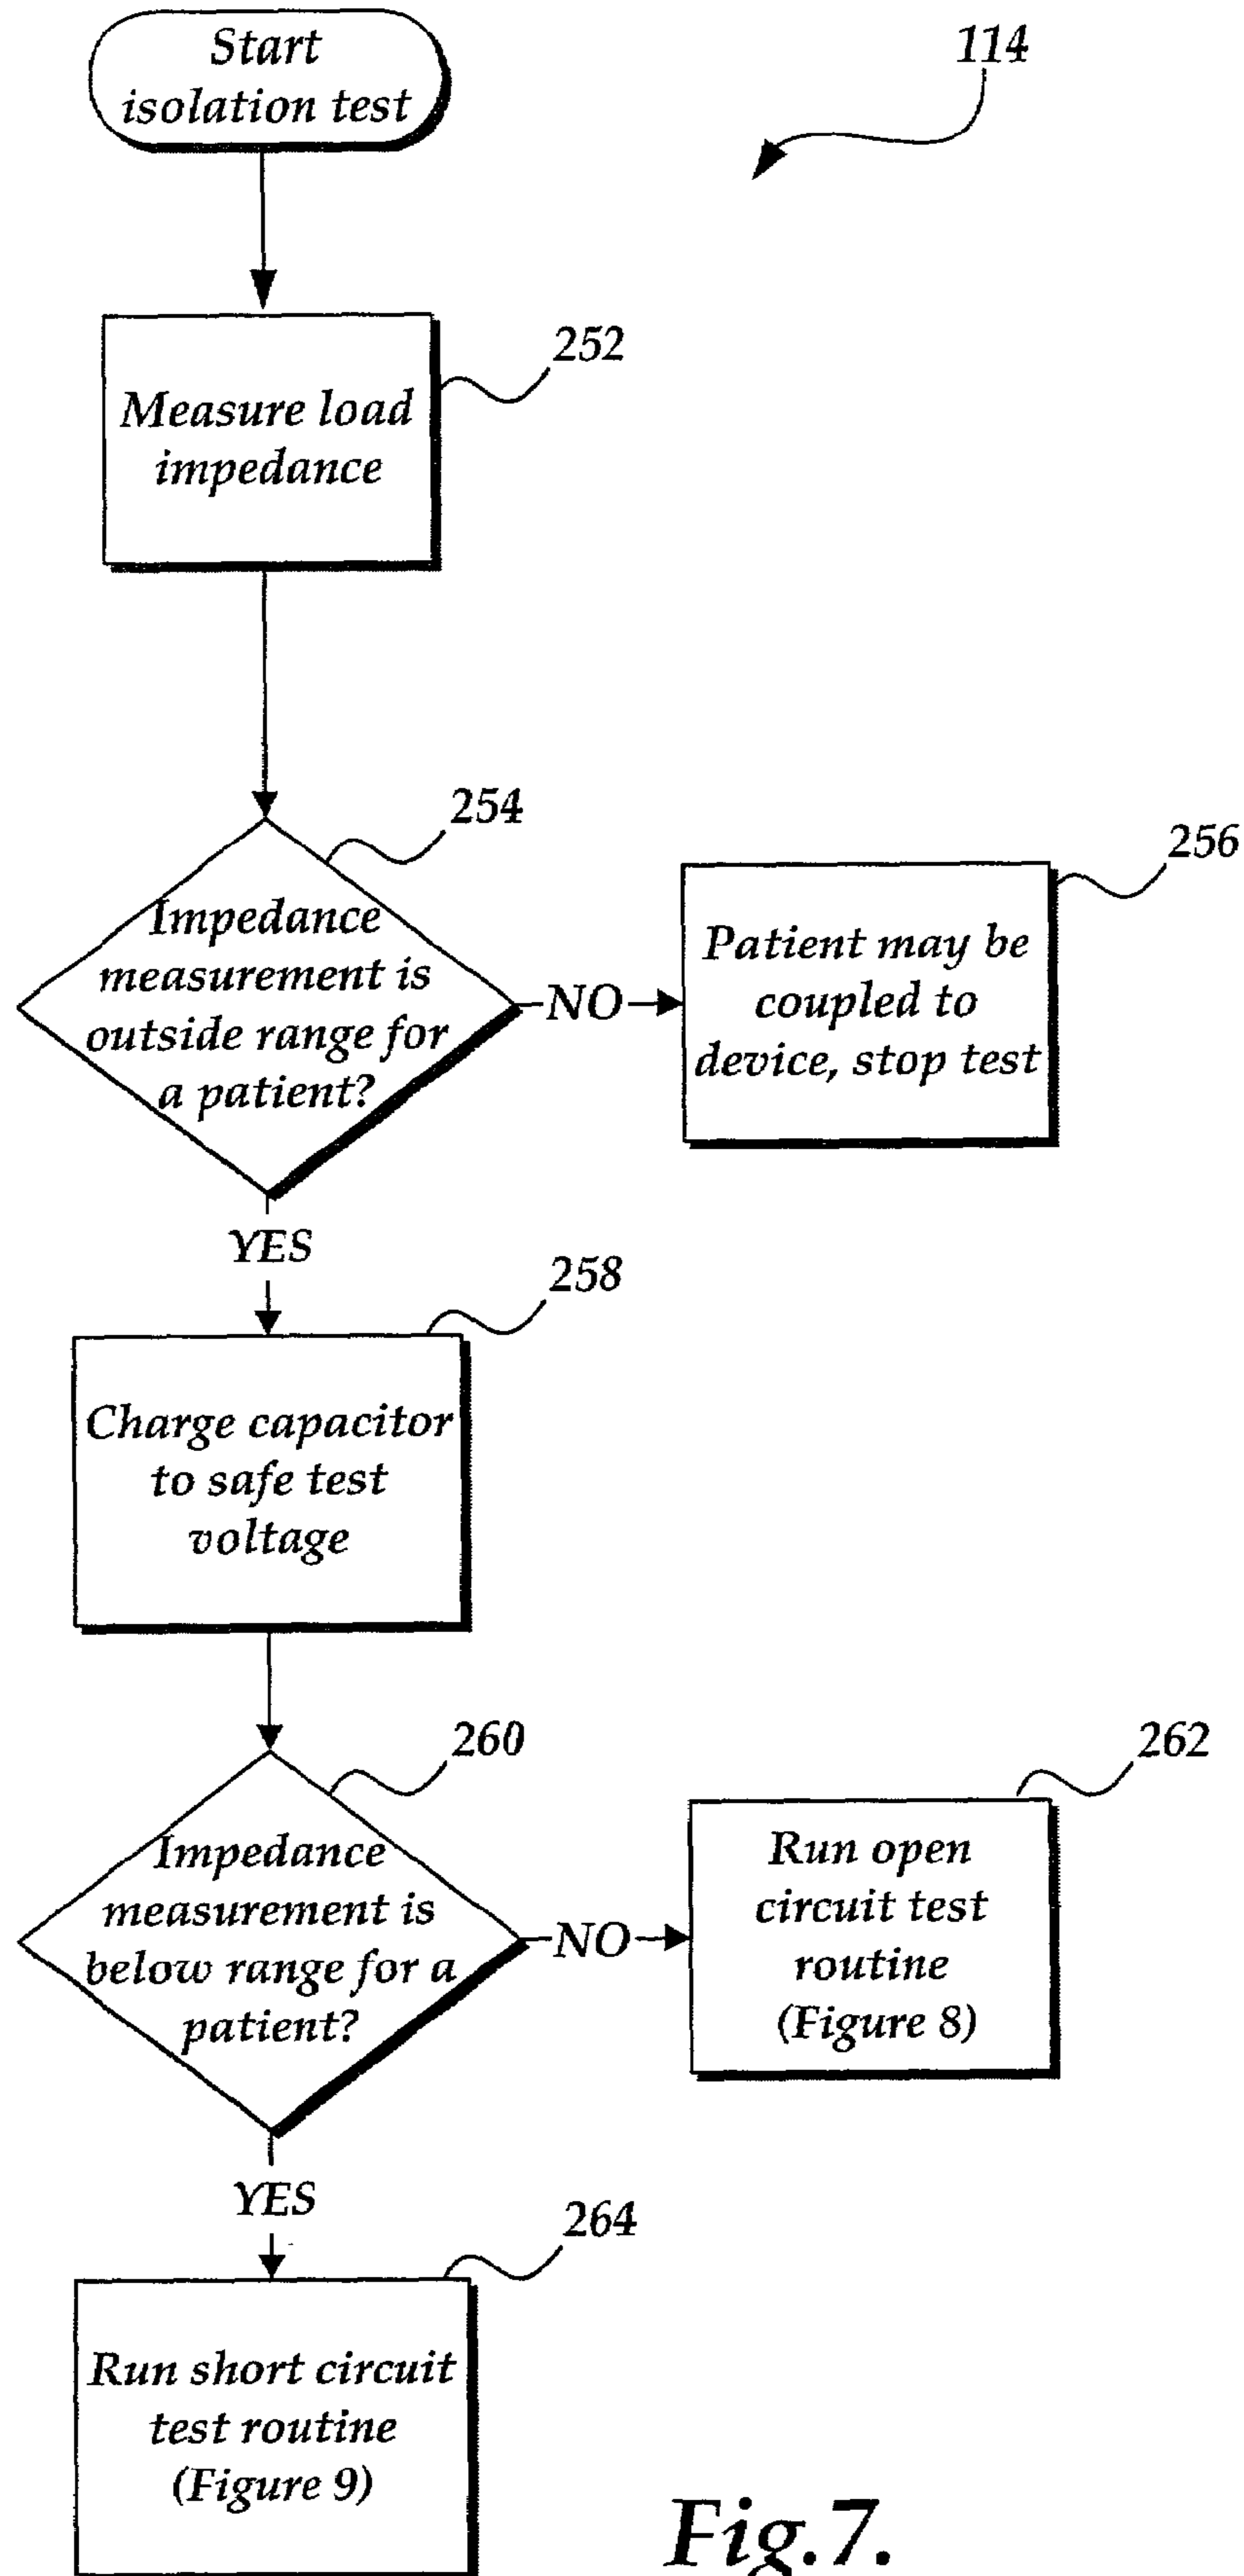 Start
isolation test
114
Measure load
impedance
252
Impedance
measurement is
outside range for
a patient?
254
NO
Patient may be
coupled to
device, stop test
256
YES
Charge capacitor
to safe test
voltage
258
Impedance
measurement is
below range for a
patient?
260
NO
Run open
circuit test
routine
(Figure 8)
262
YES
Run short circuit
test routine
(Figure 9)
264
Fig.7.